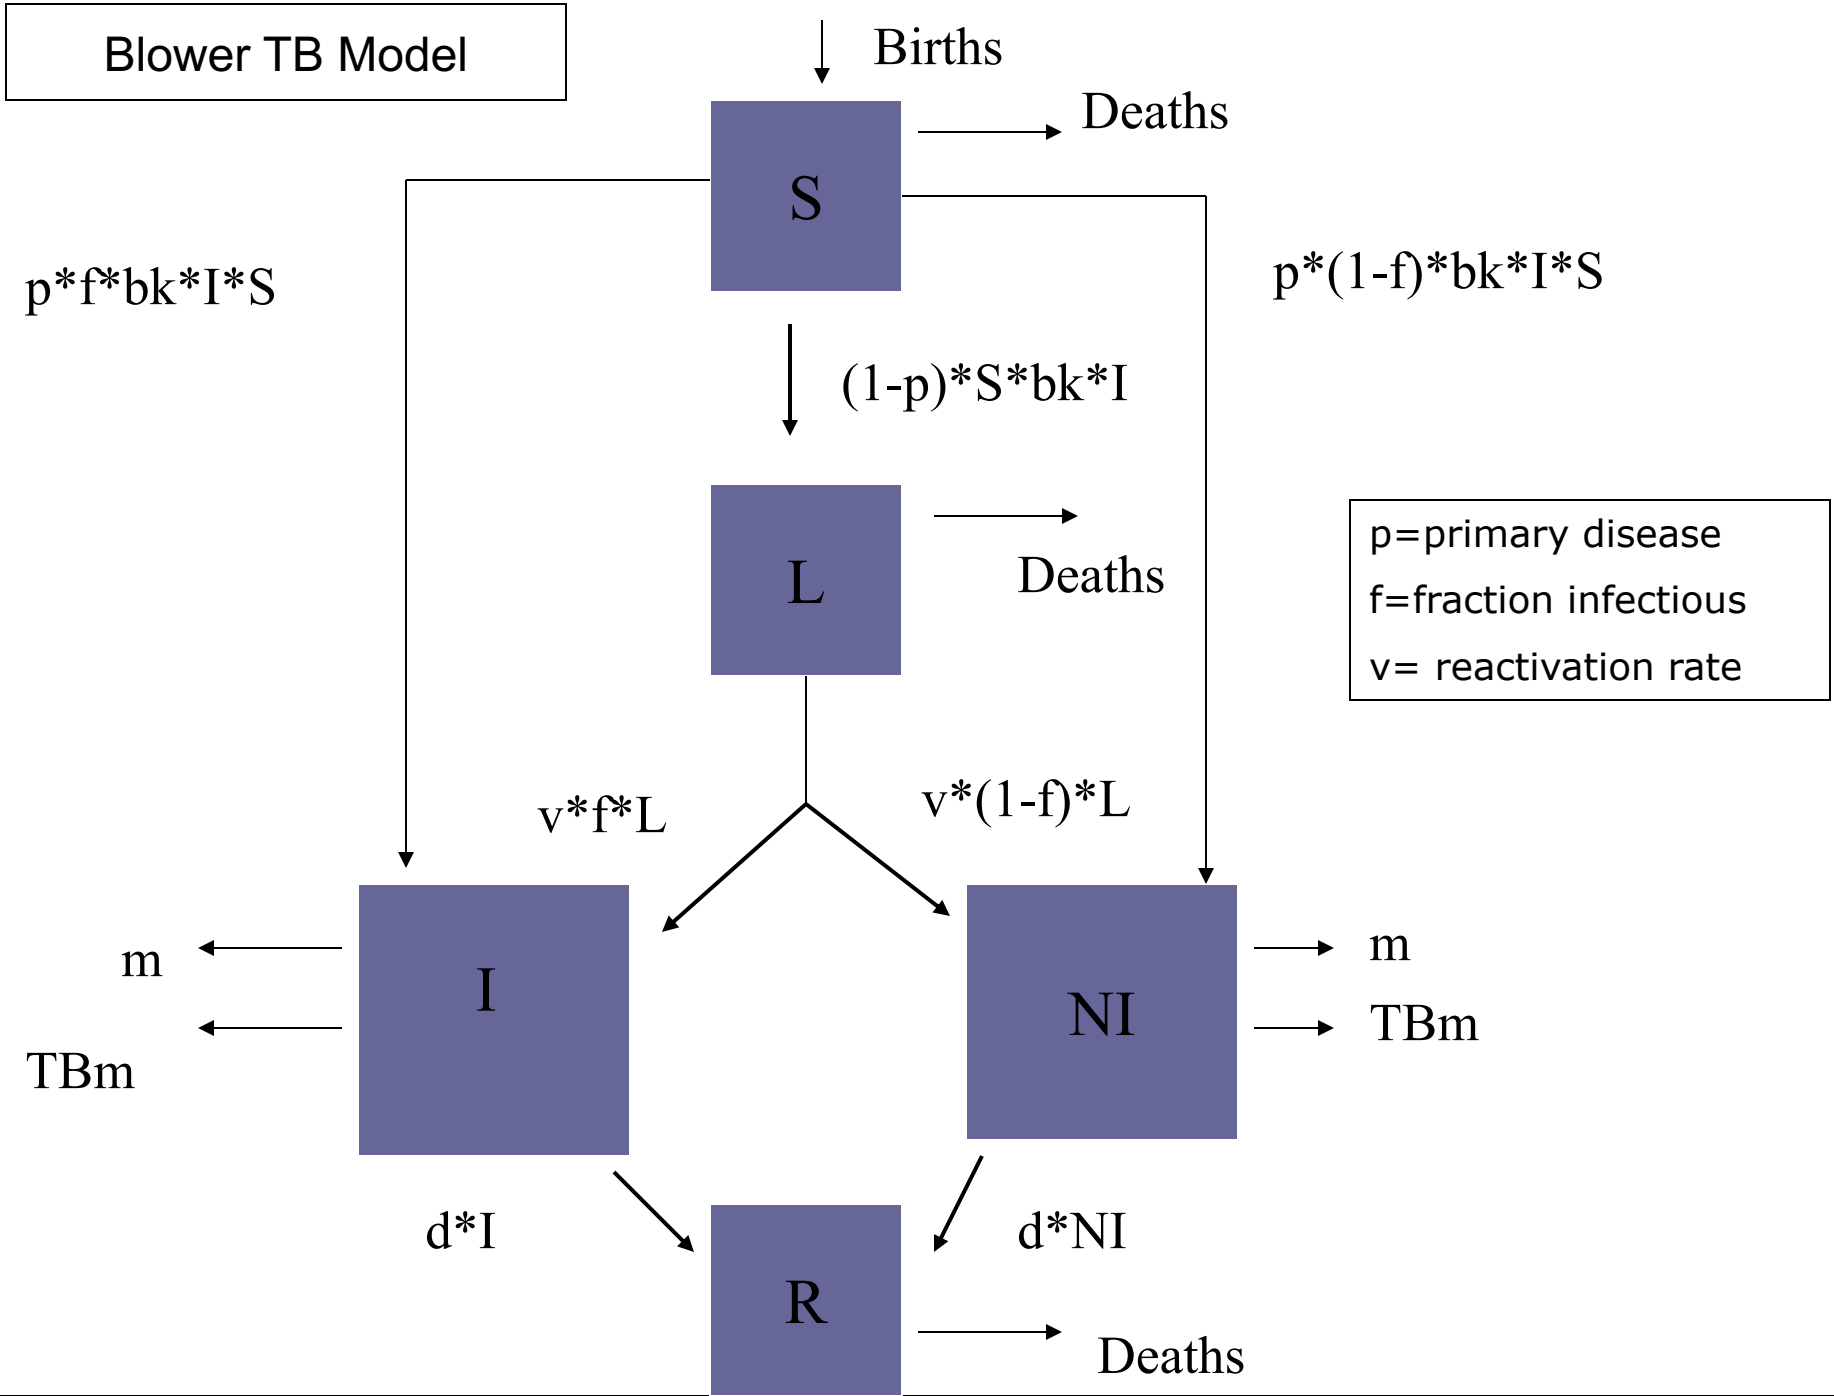 Blower TB Model
Births
Deaths
S
p*f*bk*I*S
p*(1-f)*bk*I*S
(1-p)*S*bk*I
L
Deaths
p=primary disease
f=fraction infectious
v= reactivation rate
v*f*L
v*(1-f)*L
I
NI
m
TBm
m
TBm
d*I
d*NI
R
Deaths